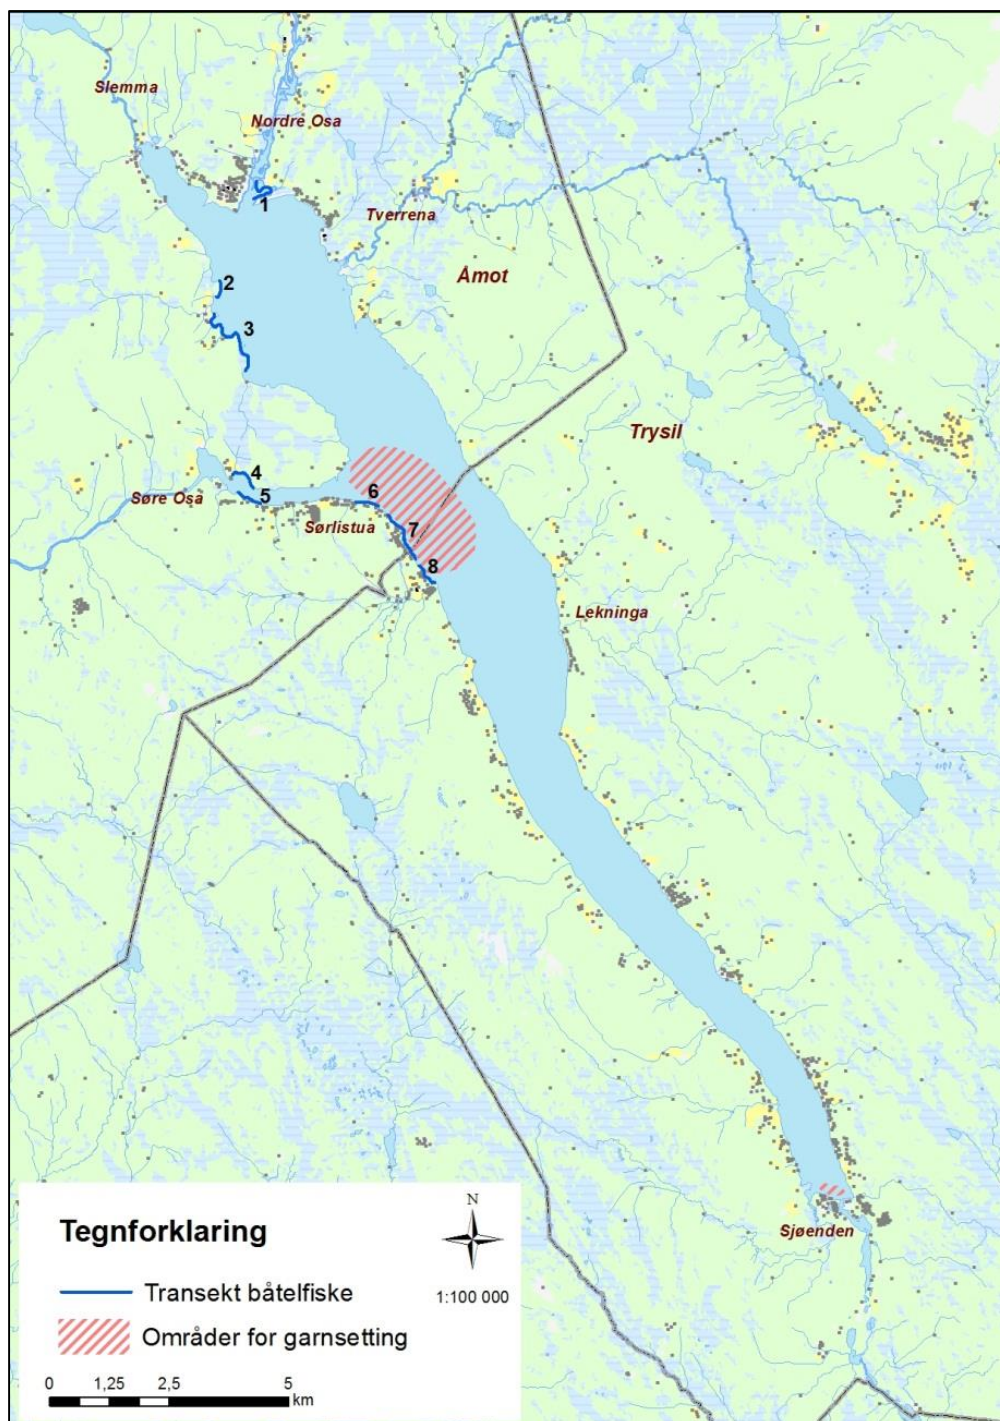 Slemma
Nordre Osa
1
Tverrena
Åmot
2
3
Trysil
4
5
Søre Osa
6
Sørlistua
7
8
Lekninga
Sjøenden
Tegnforklaring
N
Transekt båtelfiske
1:100 000
Områder for garnsetting
0 1,25 2,5 5
km